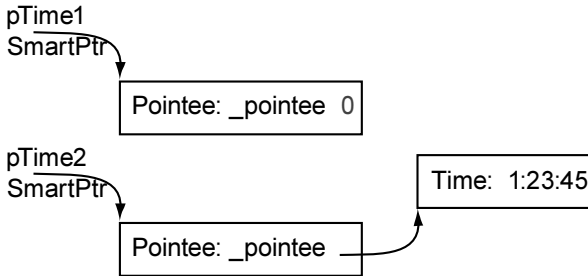 pTime1
SmartPtr
Pointee: _pointee 0
pTime2
SmartPtr
Time: 1:23:45
Pointee: _pointee